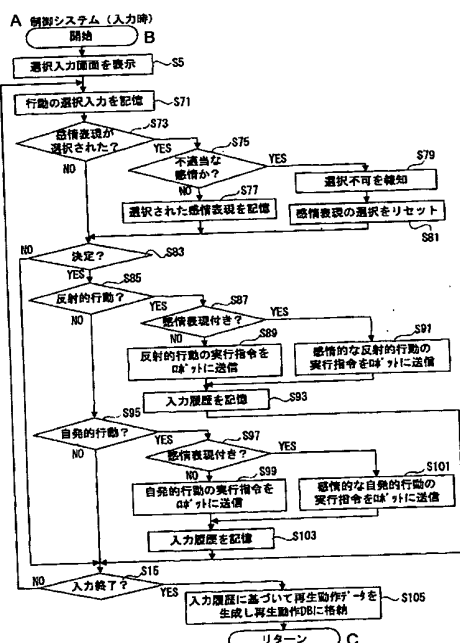 A 制御システム（入力時）
開始 B
選択入力画面を表示 S5
行動の選択入力を記憶 S71
感情表現が
選択された？ S73
YES
NO
不適当な
感情か？ S75
YES
NO
選択不可を報知 S79
選択された感情表現を記憶 S77
感情表現の選択をリセット S81
NO
決定？ S83
YES
反射的行動？ S85
YES
NO
感情表現付き？ S87
YES
NO
反射的行動の実行指令を
ロボットに送信 S89
感情的な反射的行動の
実行指令をロボットに送信 S91
入力履歴を記憶 S93
自発的行動？ S95
YES
NO
感情表現付き？ S97
YES
NO
自発的行動の実行指令を
ロボットに送信 S99
感情的な自発的行動の
実行指令をロボットに送信 S101
入力履歴を記憶 S103
NO
入力終了？ S15
YES
入力履歴に基づいて再生動作データを
生成し再生動作DBに格納 S105
リターン C